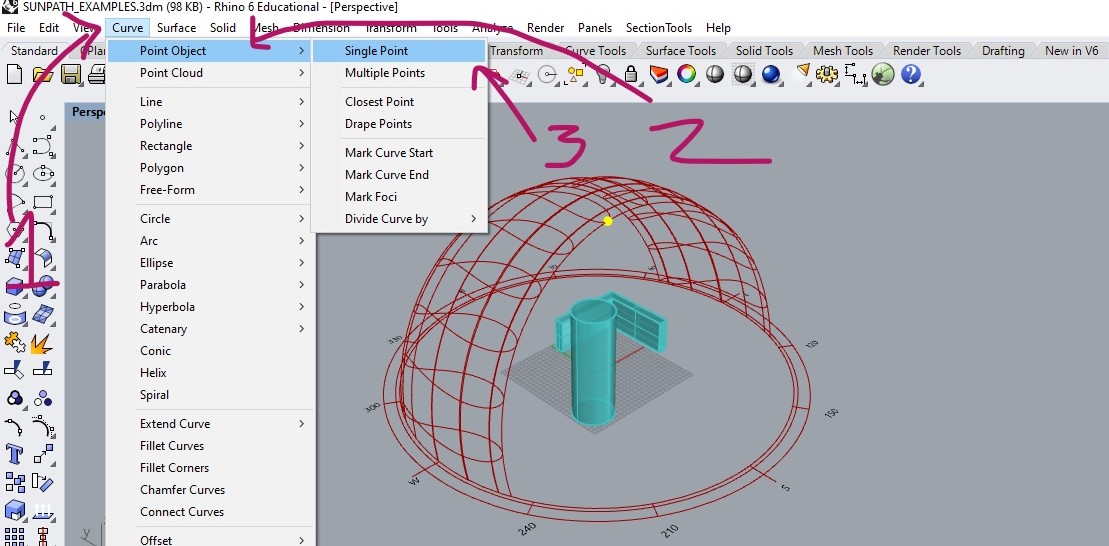 SUNPATH_EXAMPLES.3dm (98 KB) - Rhino 6 Educational - [Perspective]
File Edit View Curve Surface Solid Mesh Dimension Transform Tools Analyze Render Panels SectionTools Help
Standard CPlan Transform Curve Tools Surface Tools Solid Tools Mesh Tools Render Tools Drafting New in V6
Point Object
Point Cloud
Line
Polyline
Rectangle
Polygon
Free-Form
Circle
Arc
Ellipse
Parabola
Hyperbola
Catenary
Conic
Helix
Spiral
Extend Curve
Fillet Curves
Fillet Corners
Chamfer Curves
Connect Curves
Offset
Single Point
Multiple Points
Closest Point
Drape Points
Mark Curve Start
Mark Curve End
Mark Foci
Divide Curve by
Persp
1
3 2
T
330
300
W
240
210
S
150
120
y